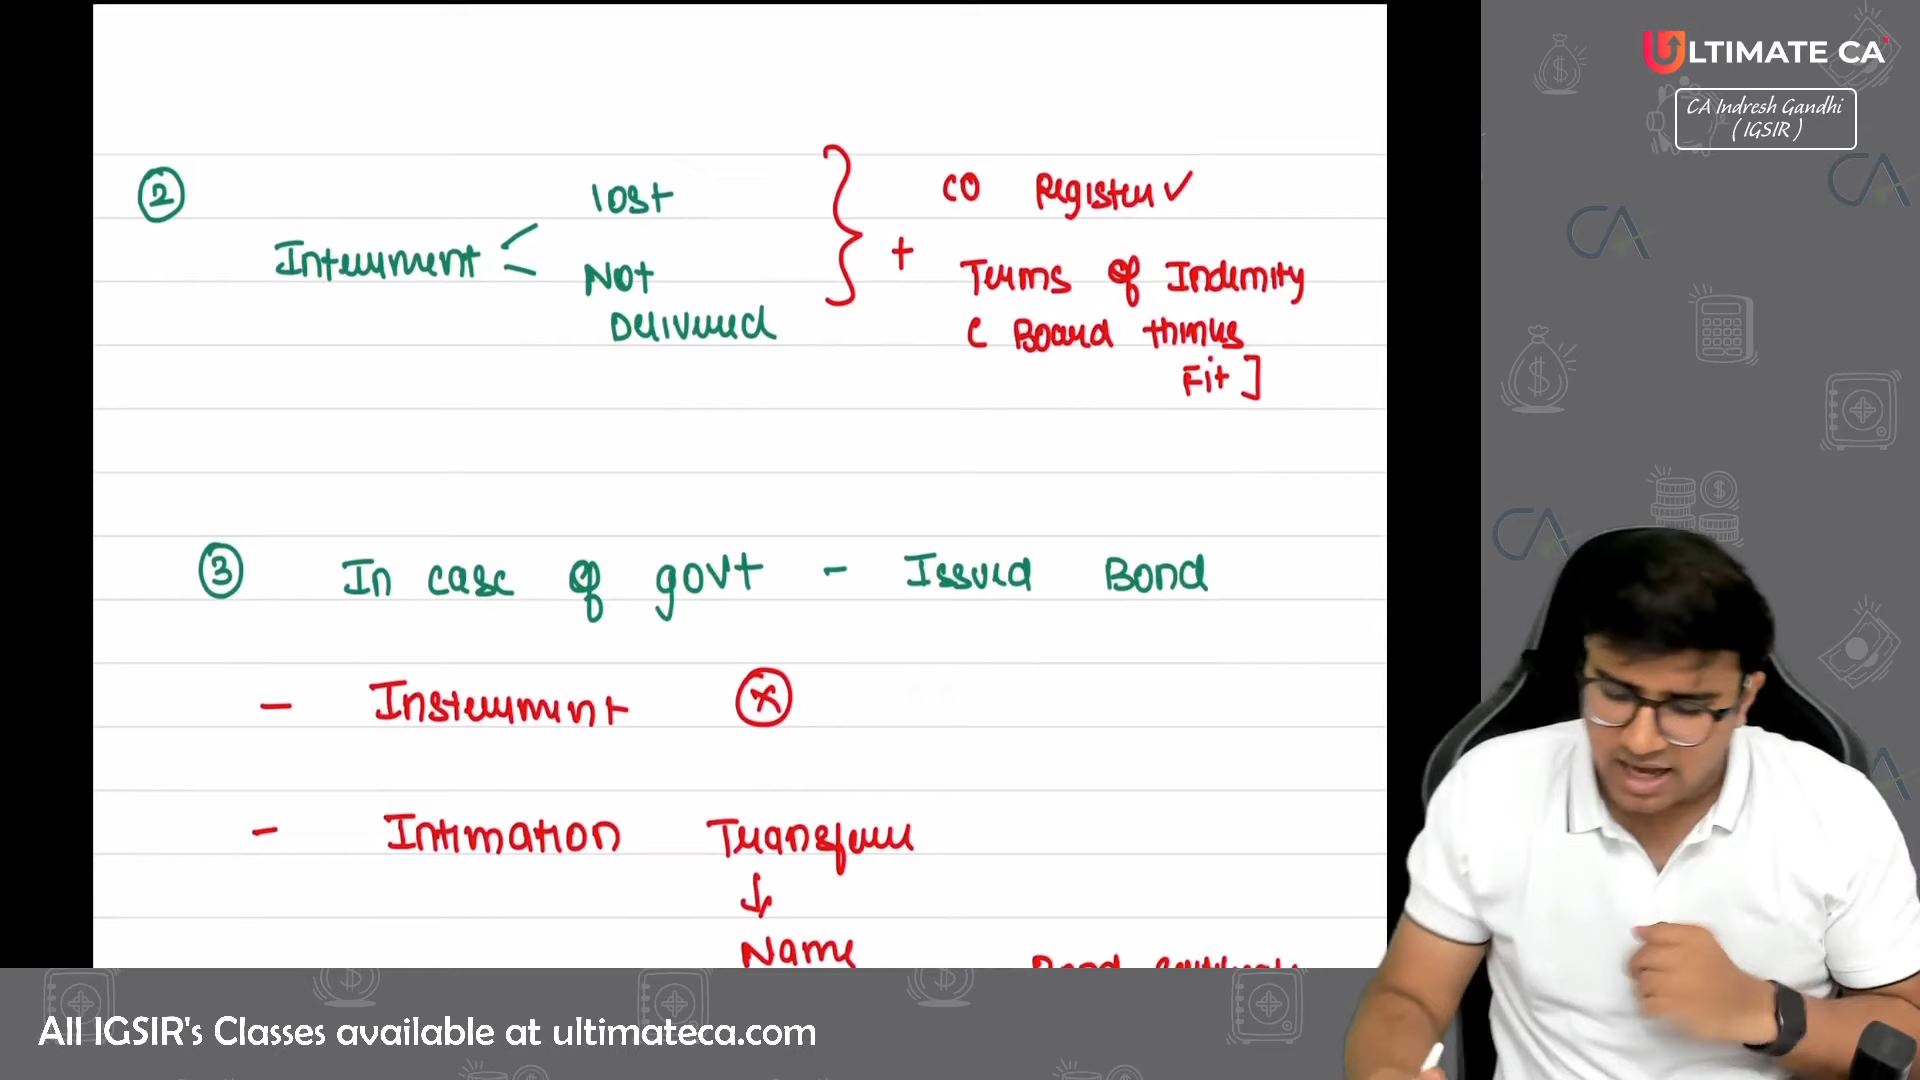 ULTIMATE CA
CA Indresh Gandhi
( IGSIR )
2
lost
Co Register ✓
Instrument
+
Not
Delivered
Terms of Indemity
[ Board thinks
Fit ]
3 In case of govt - Issued Bond
- Instrument x
- Intimation Transferee
↓
Name
All IGSIR's Classes available at ultimateca.com